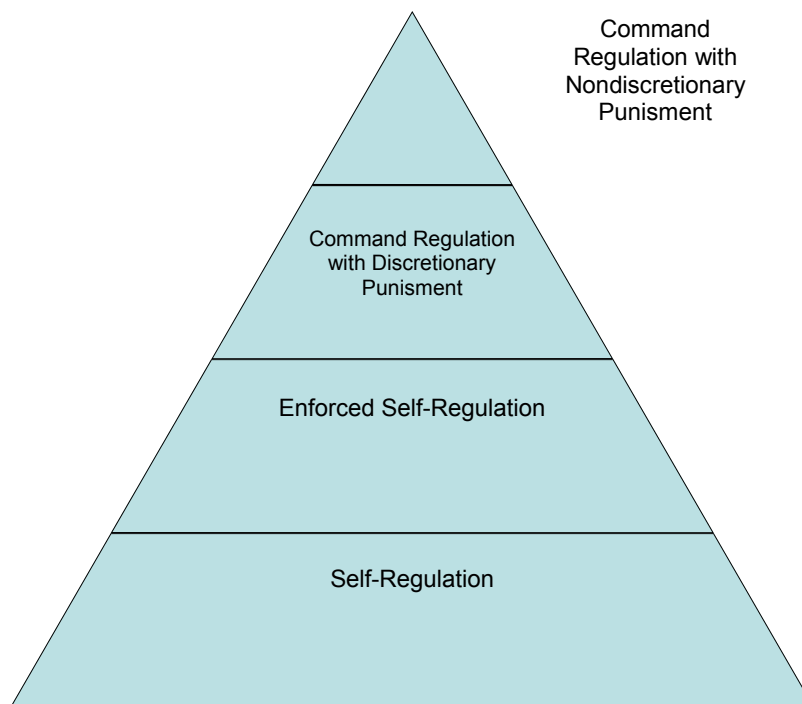 Command
Regulation with
Nondiscretionary
Punisment
Command Regulation
with Discretionary
Punisment
Enforced Self-Regulation
Self-Regulation